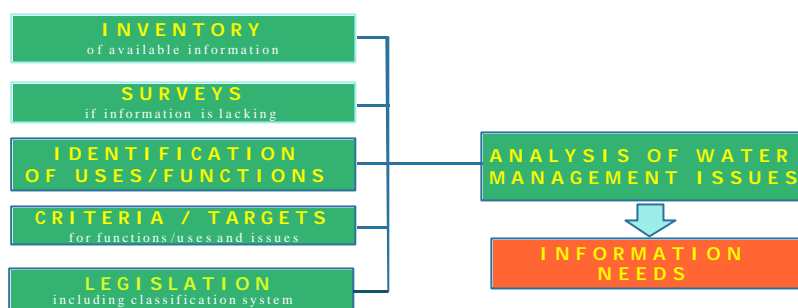 INVENTORY
of available information
SURVEYS
if information is lacking
IDENTIFICATION
OF USES/FUNCTIONS
CRITERIA / TARGETS
for functions/uses and issues
LEGISLATION
including classification system
ANALYSIS OF WATER
MANAGEMENT ISSUES
INFORMATION
NEEDS